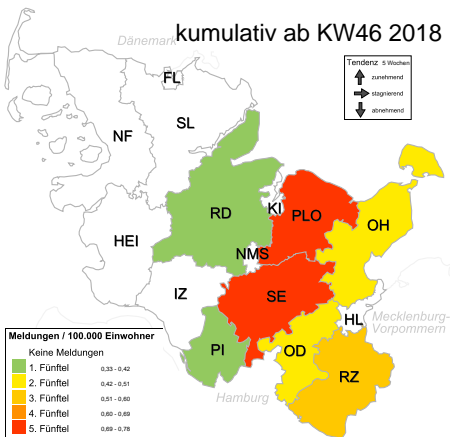 kumulativ ab KW46 2018
Dänemark
Tendenz 5 Wochen
zunehmend
stagnierend
abnehmend
FL
SL
NF
KI
RD
PLO
OH
HEI
NMS
IZ
SE
HL
Mecklenburg-
Vorpommern
PI
OD
RZ
Hamburg
Meldungen / 100.000 Einwohner
Keine Meldungen
1. Fünftel 0,33 - 0,42
2. Fünftel 0,42 - 0,51
3. Fünftel 0,51 - 0,60
4. Fünftel 0,60 - 0,69
5. Fünftel 0,69 - 0,78